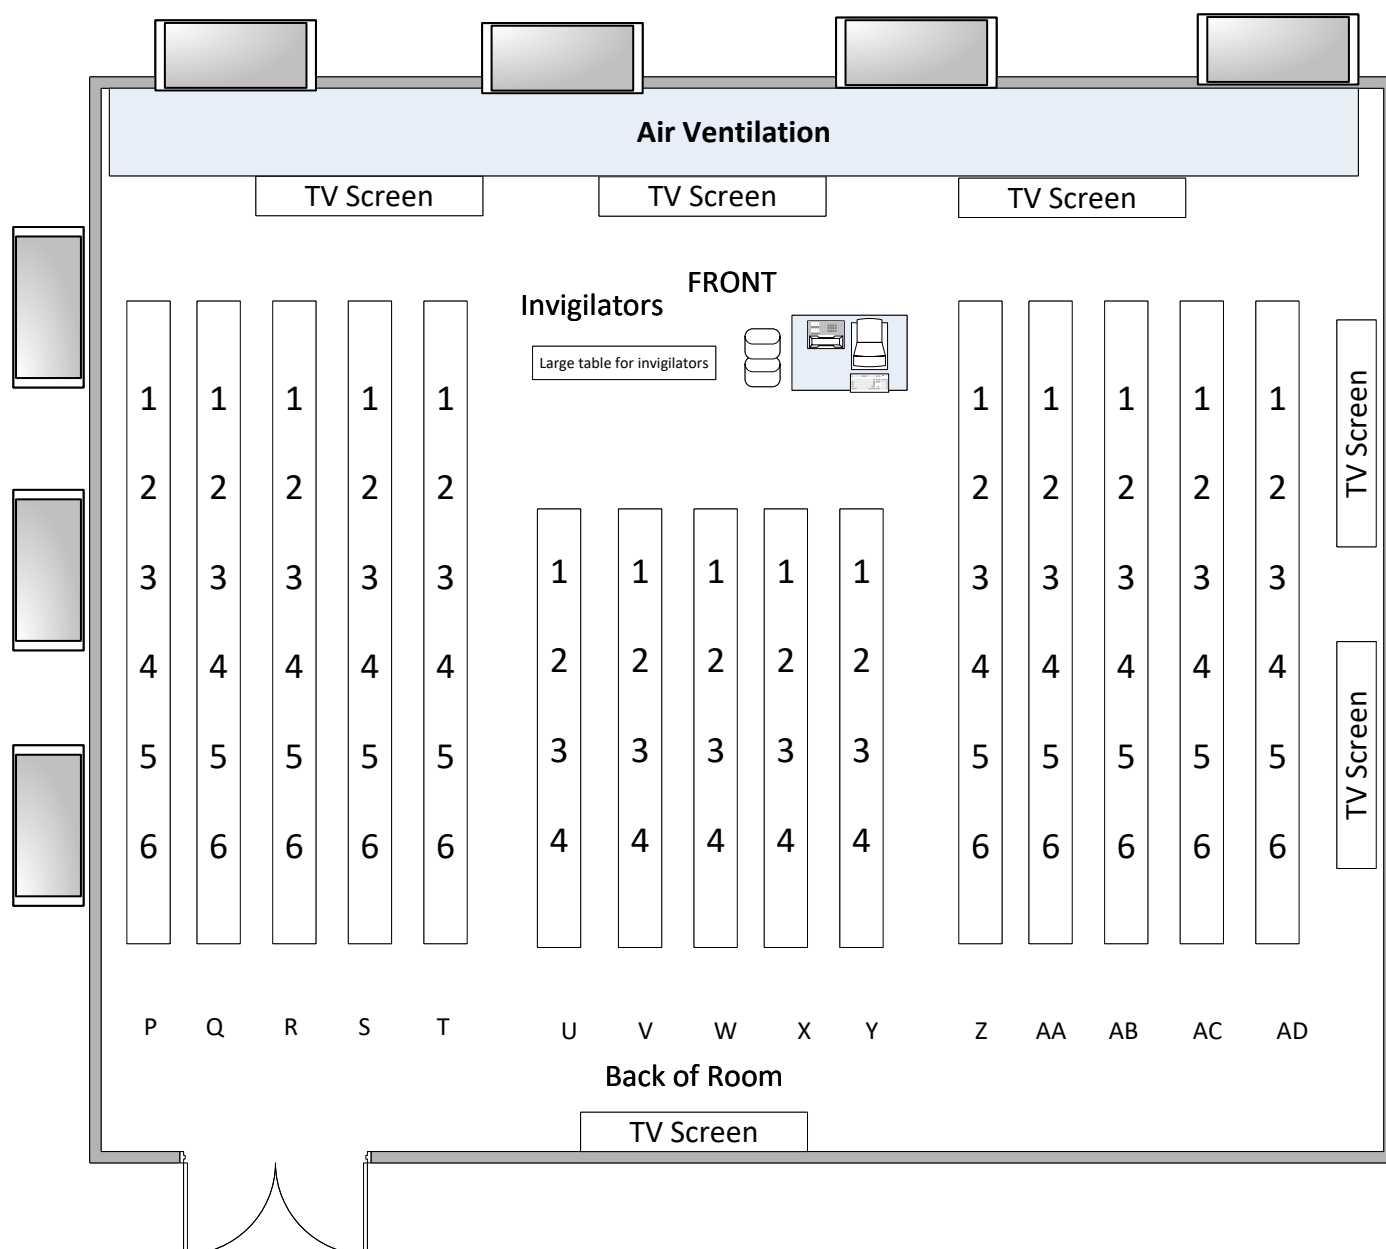 Air Ventilation
TV Screen TV Screen TV Screen
FRONT
Invigilators
Large table for invigilators
1 1 1 1 1 1 1 1 1 1
2 2 2 2 2 2 2 2 2 2
TV Screen
1 1 1 1 1
3 3 3 3 3 3 3 3 3 3
2 2 2 2 2
4 4 4 4 4 4 4 4 4 4
3 3 3 3 3
5 5 5 5 5 5 5 5 5 5
TV Screen
4 4 4 4 4
6 6 6 6 6 6 6 6 6 6
P Q R S T U V W X Y Z AA AB AC AD
Back of Room
TV Screen